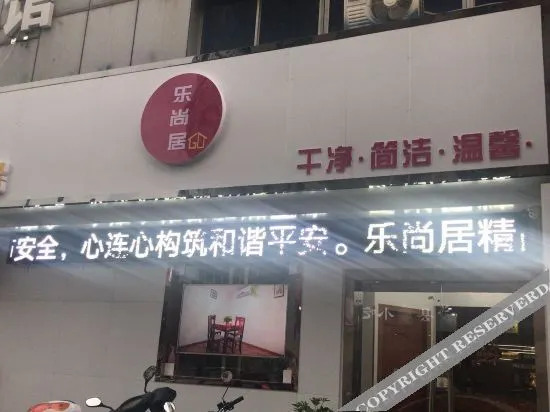 馆
乐尚居
干净·简洁·温馨·
安全，心连心构筑和谐平安。乐尚居精
COPYRIGHT RESERVED